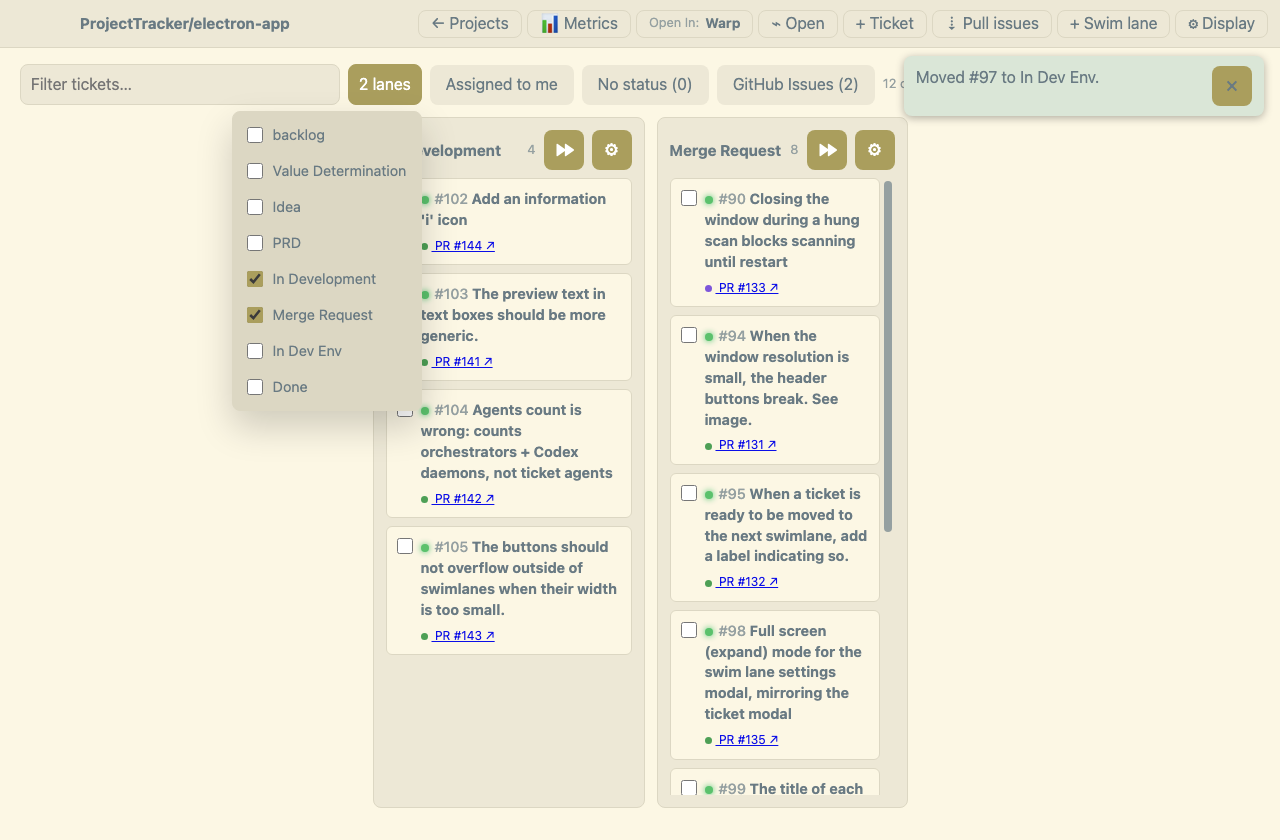 ProjectTracker/electron-app
← Projects
Metrics
Open In: Warp
Open
+ Ticket
Pull issues
+ Swim lane
Display
Filter tickets...
2 lanes
Assigned to me
No status (0)
GitHub Issues (2)
12
Moved #97 to In Dev Env.
backlog
Value Determination
Idea
PRD
In Development
Merge Request
In Dev Env
Done
4
#102 Add an information
'i' icon
PR #144 ↗
#103 The preview text in
text boxes should be more
generic.
PR #141 ↗
#104 Agents count is
wrong: counts
orchestrators + Codex
daemons, not ticket agents
PR #142 ↗
#105 The buttons should
not overflow outside of
swimlanes when their width
is too small.
PR #143 ↗
Merge Request 8
#90 Closing the
window during a hung
scan blocks scanning
until restart
PR #133 ↗
#94 When the
window resolution is
small, the header
buttons break. See
image.
PR #131 ↗
#95 When a ticket is
ready to be moved to
the next swimlane, add
a label indicating so.
PR #132 ↗
#98 Full screen
(expand) mode for the
swim lane settings
modal, mirroring the
ticket modal
PR #135 ↗
#99 The title of each